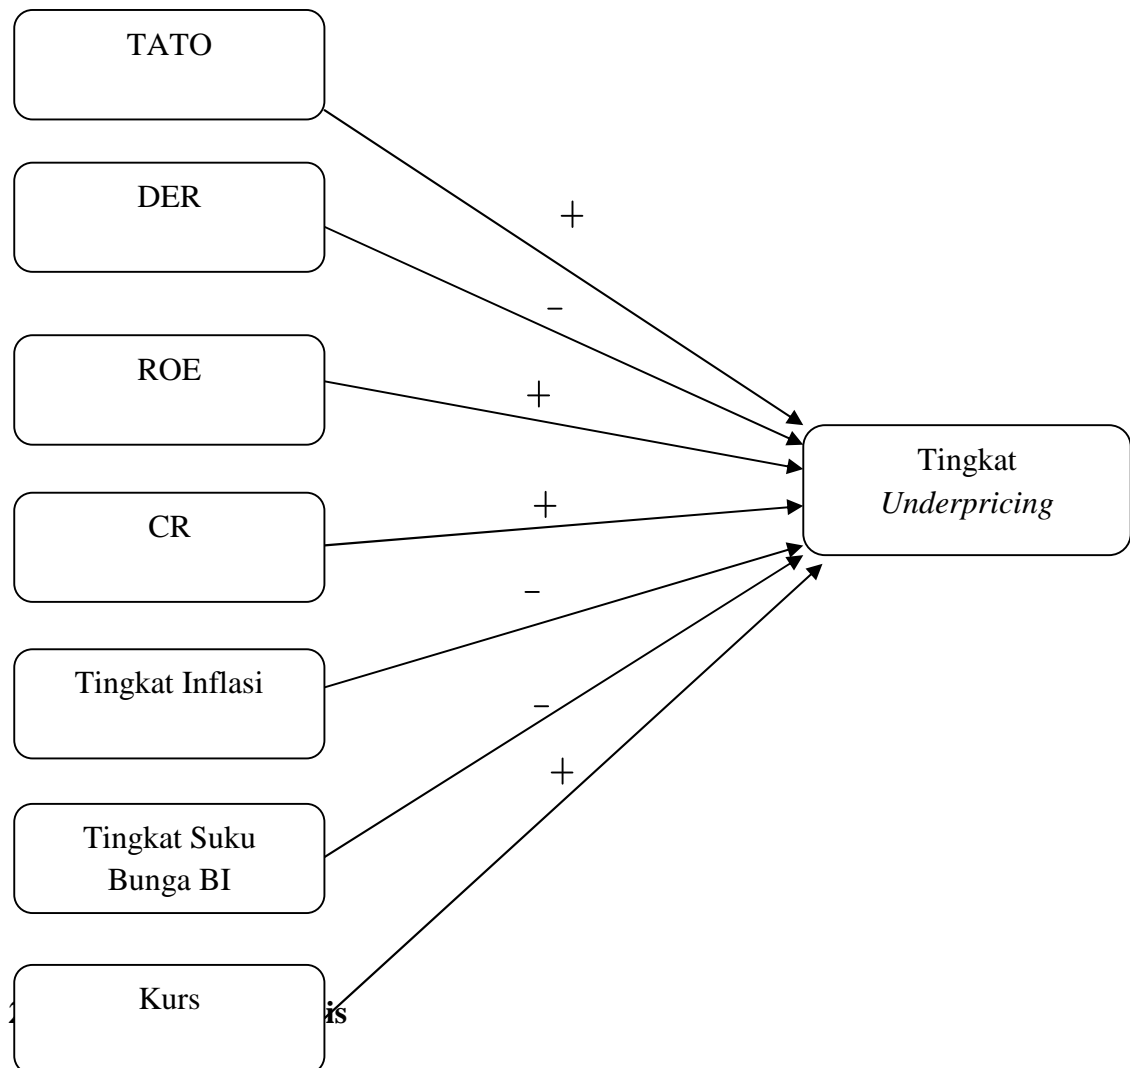 TATO
+
DER
-
ROE
+
Tingkat
Underpricing
CR
+
-
Tingkat Inflasi
-
+
Tingkat Suku
Bunga BI
Kurs
is